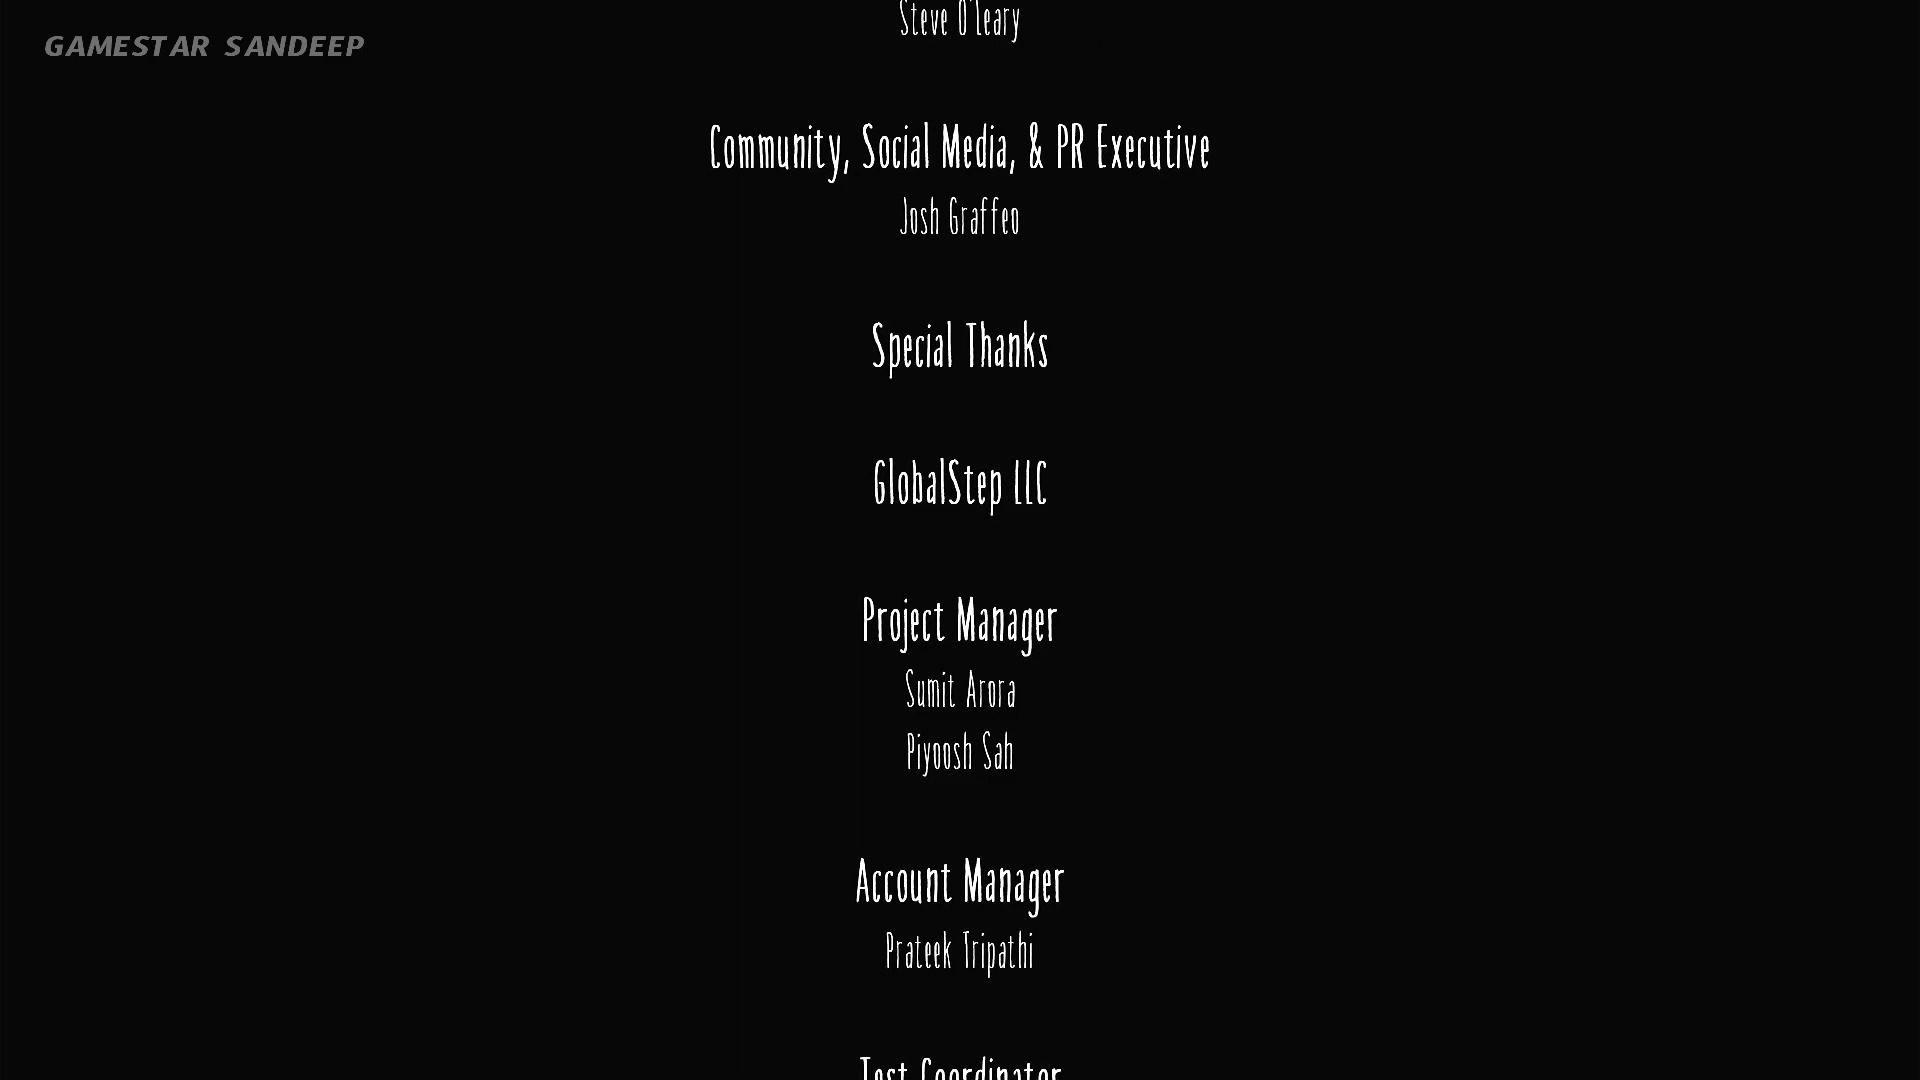 Steve O'Leary
GAMESTAR SANDEEP
Community, Social Media, & PR Executive
Josh Graffeo
Special Thanks
GlobalStep LLC
Project Manager
Sumit Arora
Piyoosh Sah
Account Manager
Prateek Tripathi
Test Coordinator